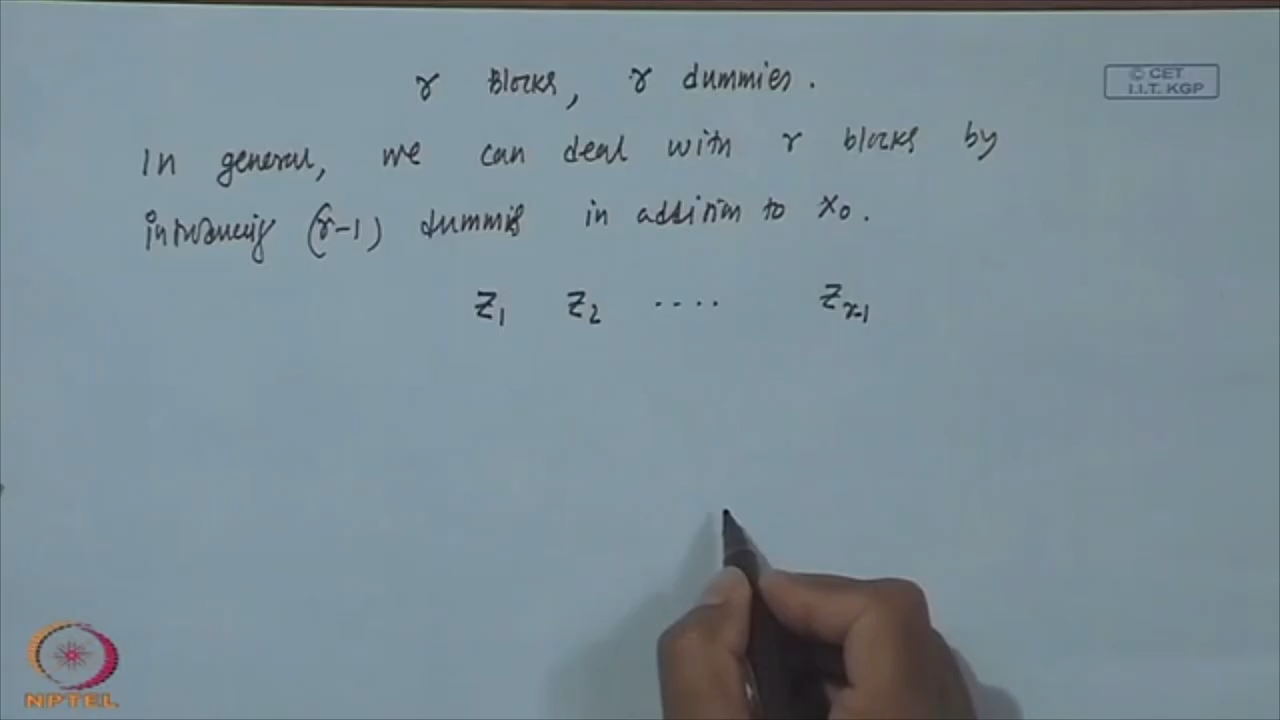 r Blocks, r dummies.
© CET
I.I.T. KGP
In general, we can deal with r blocks by
introducing (r-1) dummies in addition to X₀.
Z₁ Z₂ .... Z_{r-1}
NPTEL